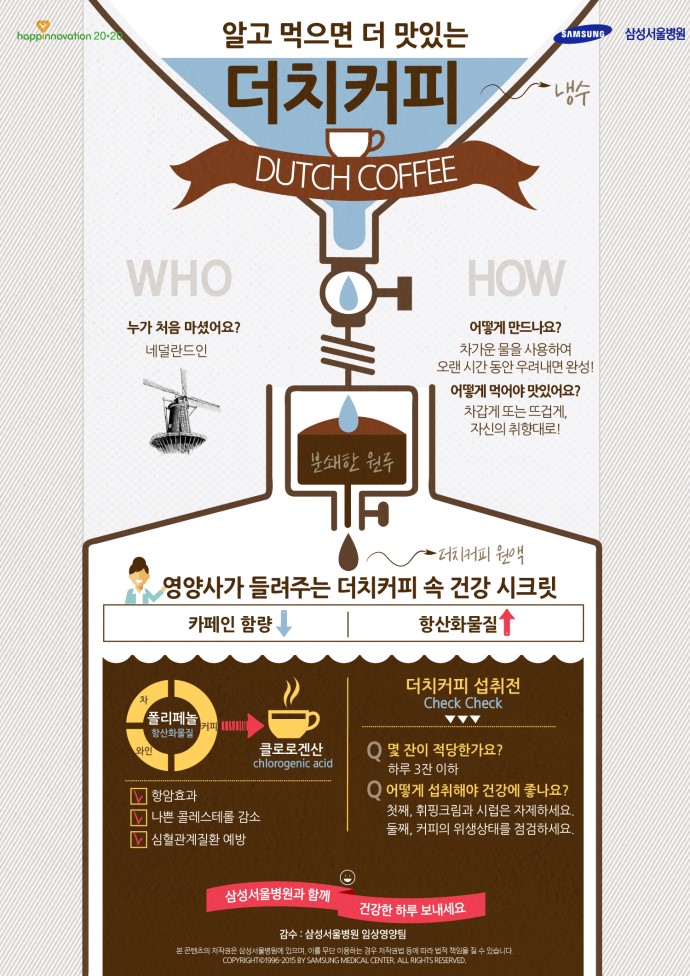 happinnovation 20•20
SAMSUNG 삼성서울병원
알고 먹으면 더 맛있는
더치커피
냉수
DUTCH COFFEE
WHO
누가 처음 마셨어요?
네덜란드인
HOW
어떻게 만드나요?
차가운 물을 사용하여
오랜 시간 동안 우려내면 완성!
어떻게 먹어야 맛있어요?
차갑게 또는 뜨겁게,
자신의 취향대로!
분쇄한 원두
더치커피 원액
영양사가 들려주는 더치커피 속 건강 시크릿
카페인 함량
항산화물질
차
폴리페놀
항산화물질
커피
와인
클로로겐산
chlorogenic acid
항암효과
나쁜 콜레스테롤 감소
심혈관계질환 예방
더치커피 섭취전
Check Check
Q 몇 잔이 적당한가요?
하루 3잔 이하
Q 어떻게 섭취해야 건강에 좋나요?
첫째, 휘핑크림과 시럽은 자제하세요.
둘째, 커피의 위생상태를 점검하세요.
삼성서울병원과 함께
건강한 하루 보내세요
감수 : 삼성서울병원 임상영양팀
본 콘텐츠의 저작권은 삼성서울병원에 있으며, 이를 무단 이용하는 경우 저작권법 등에 따라 법적 책임을 질 수 있습니다.
COPYRIGHT©1996-2015 BY SAMSUNG MEDICAL CENTER. ALL RIGHTS RESERVED.